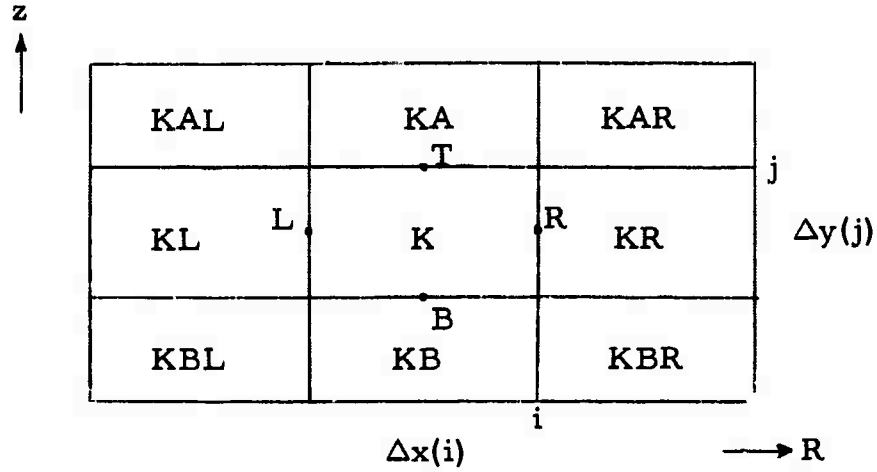 z
KAL KA KAR
T
j
L R
KL K KR Δy(j)
B
KBL KB KBR
i
Δx(i) R